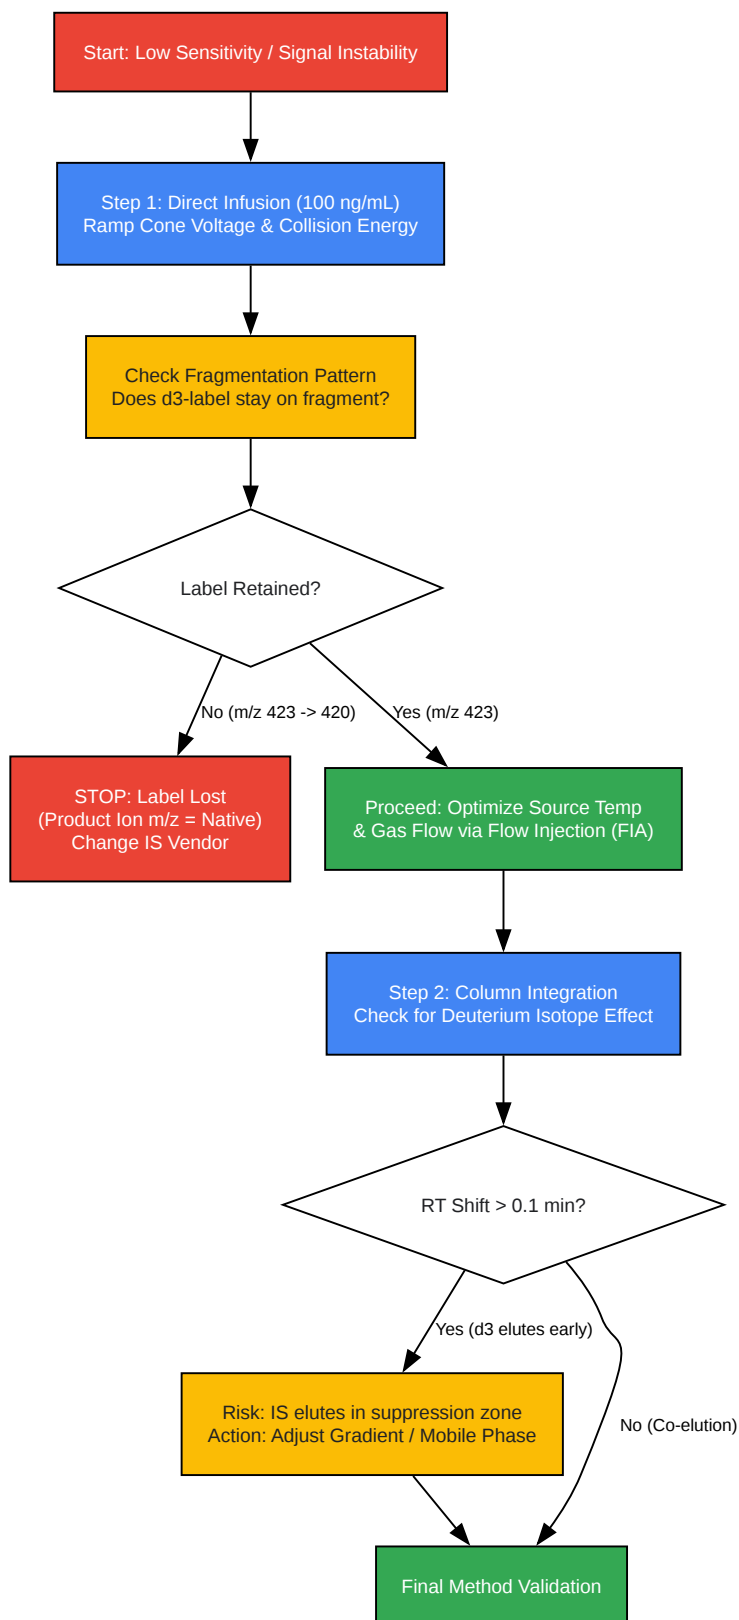 Start: Low Sensitivity / Signal Instability
Step 1: Direct Infusion (100 ng/mL)
Ramp Cone Voltage & Collision Energy
Check Fragmentation Pattern
Does d3-label stay on fragment?
Label Retained?
No (m/z 423 -> 420)
Yes (m/z 423)
STOP: Label Lost
(Product Ion m/z = Native)
Change IS Vendor
Proceed: Optimize Source Temp
& Gas Flow via Flow Injection (FIA)
Step 2: Column Integration
Check for Deuterium Isotope Effect
RT Shift > 0.1 min?
Yes (d3 elutes early)
Risk: IS elutes in suppression zone
Action: Adjust Gradient / Mobile Phase
No (Co-elution)
Final Method Validation